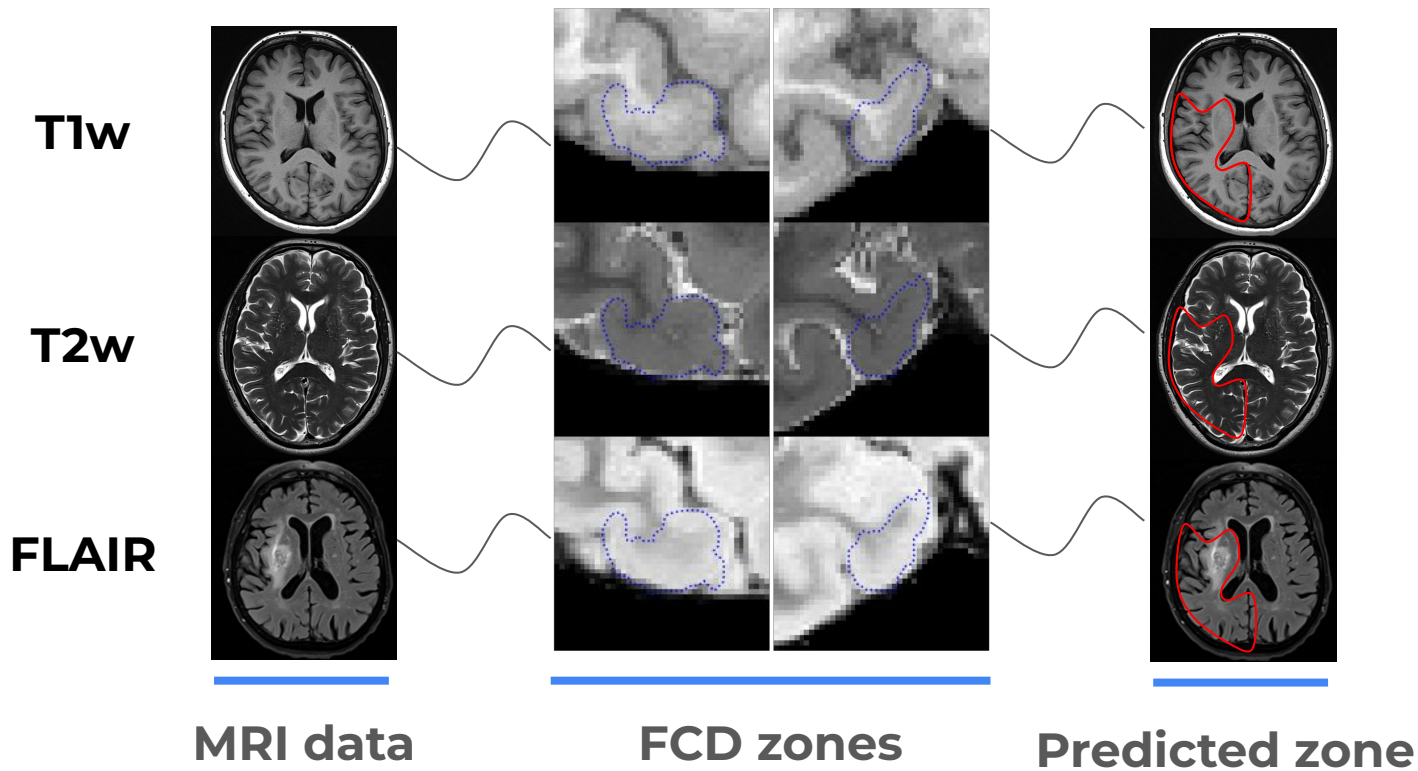 T1w
T2w
FLAIR
MRI data
FCD zones
Predicted zone